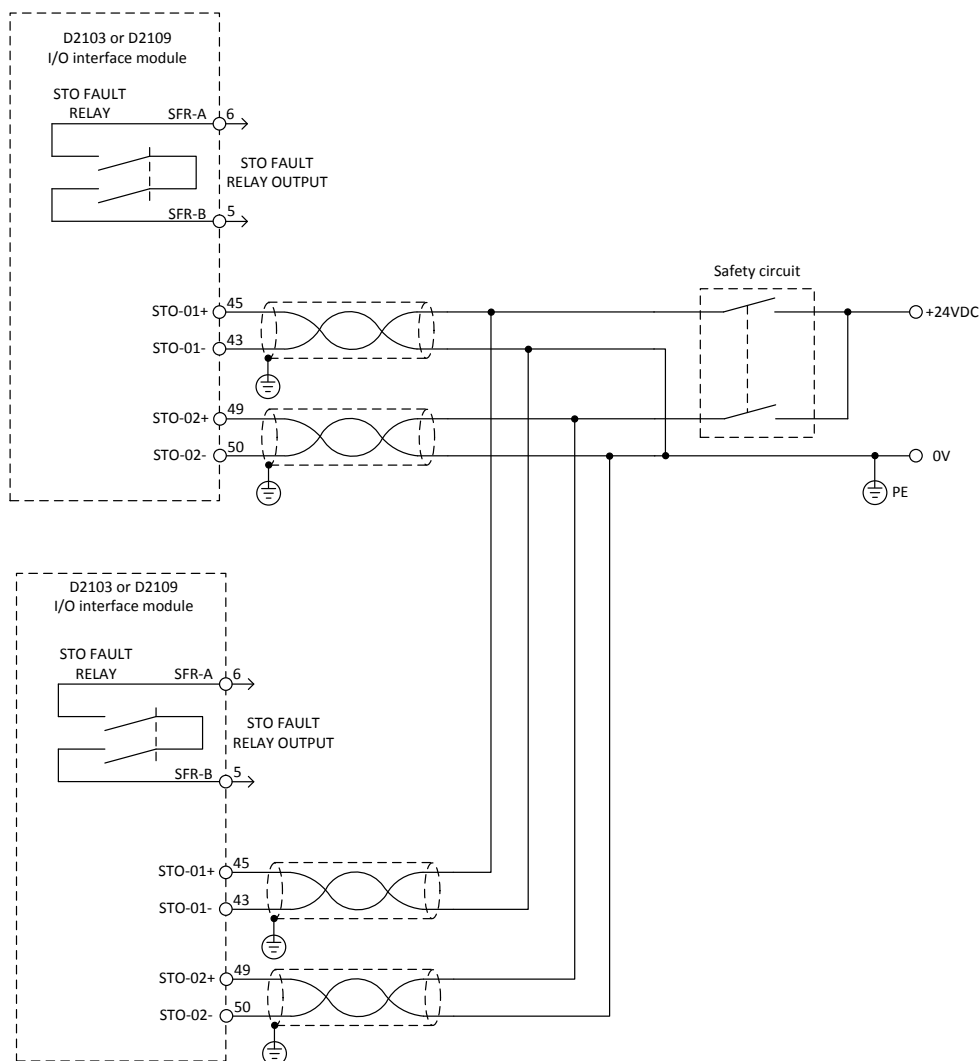 D2103 or D2109
I/O interface module
STO FAULT
RELAY
SFR-A
6
STO FAULT
RELAY OUTPUT
SFR-B
5
Safety circuit
STO-01+
45
+24VDC
STO-01-
43
STO-02+
49
STO-02-
50
0V
PE
D2103 or D2109
I/O interface module
STO FAULT
RELAY
SFR-A
6
STO FAULT
RELAY OUTPUT
SFR-B
5
STO-01+
45
STO-01-
43
STO-02+
49
STO-02-
50